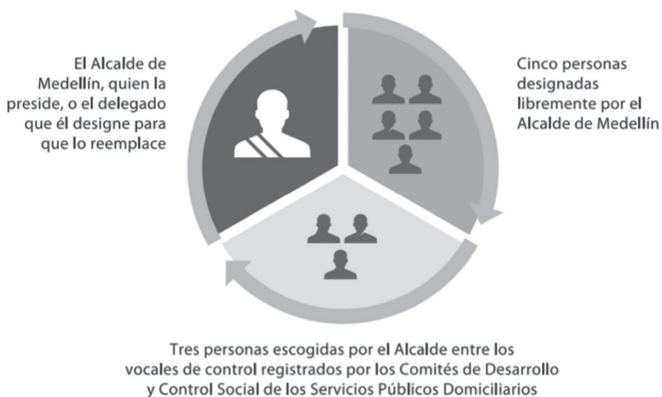 El Alcalde de
Medellín, quien la
preside, o el delegado
que él designe para
que lo reemplace
Cinco personas
designadas
libremente por el
Alcalde de Medellín
Tres personas escogidas por el Alcalde entre los
vocales de control registrados por los Comités de Desarrollo
y Control Social de los Servicios Públicos Domiciliarios